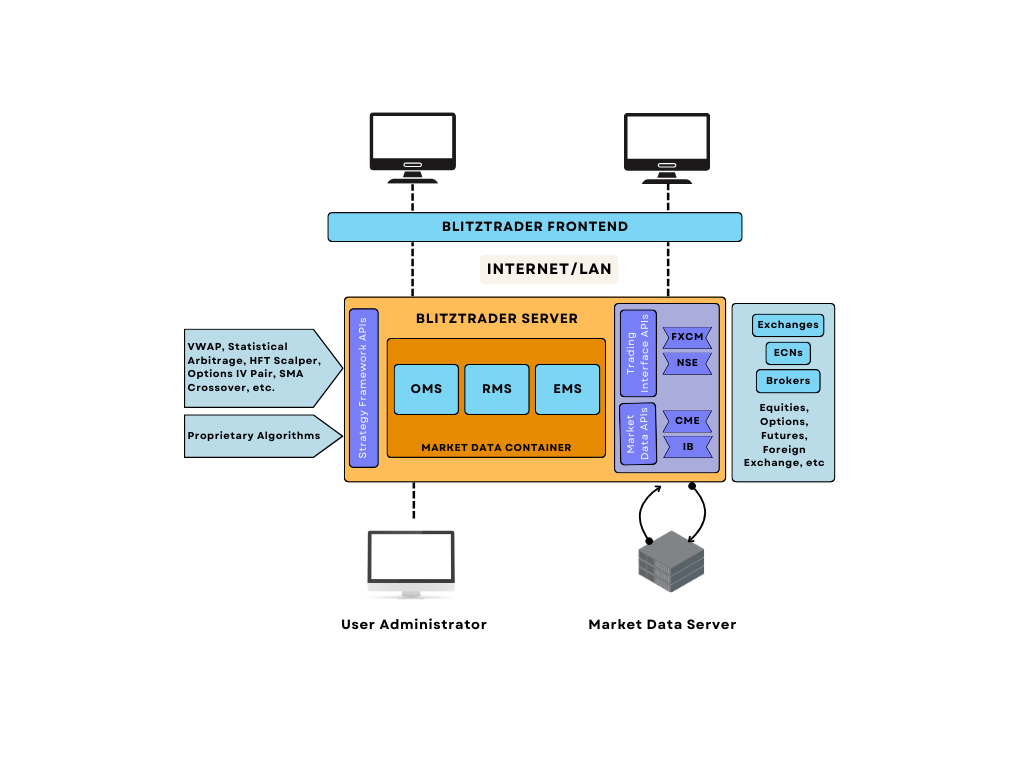 BLITZTRADER FRONTEND
INTERNET/LAN
BLITZTRADER SERVER
VWAP, Statistical
Arbitrage, HFT Scalper,
Options IV Pair, SMA
Crossover, etc.
Proprietary Algorithms
Strategy Framework APIs
OMS
RMS
EMS
MARKET DATA CONTAINER
Trading
Interface APIs
FXCM
NSE
Market
Data APIs
CME
IB
Exchanges
ECNs
Brokers
Equities,
Options,
Futures,
Foreign
Exchange, etc
User Administrator
Market Data Server